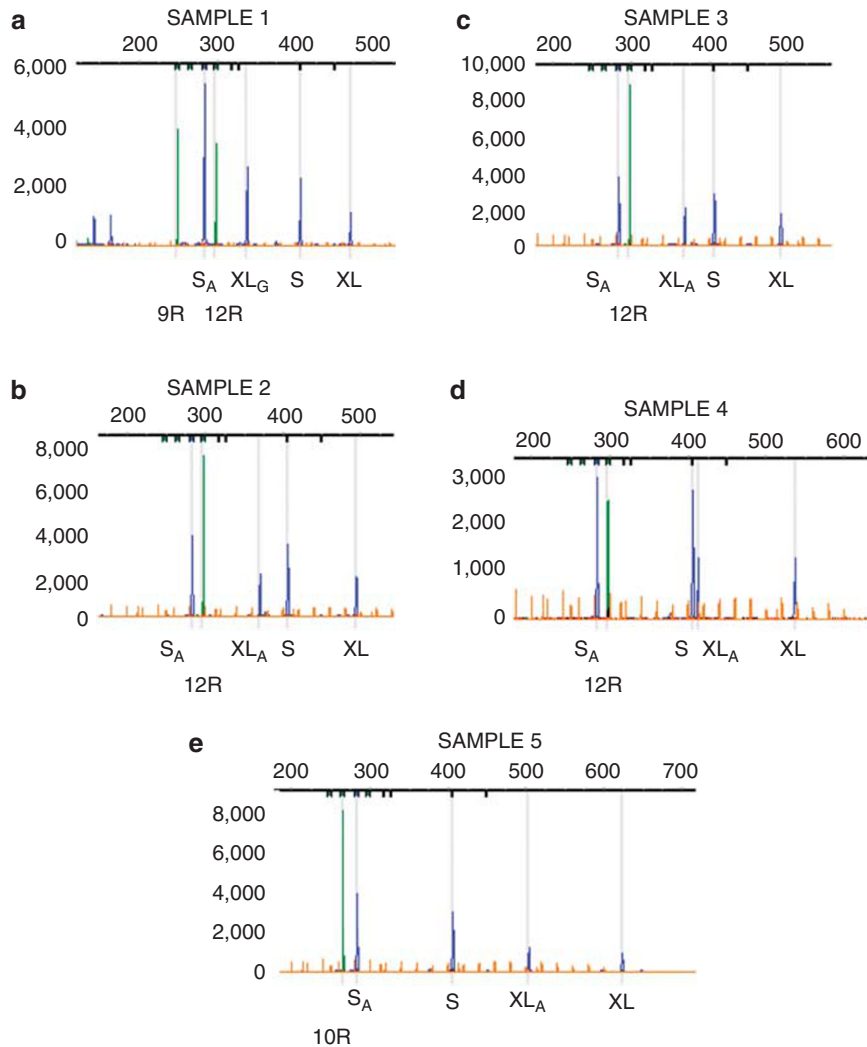 a
SAMPLE 1
200 300 400 500
6,000
4,000
2,000
0
S_A XL_G S XL
9R 12R
c
SAMPLE 3
200 300 400 500
10,000
8,000
6,000
4,000
2,000
0
S_A XL_A S XL
12R
b
SAMPLE 2
200 300 400 500
8,000
6,000
4,000
2,000
0
S_A XL_A S XL
12R
d
SAMPLE 4
200 300 400 500 600
3,000
2,000
1,000
0
S_A S XL_A XL
12R
e
SAMPLE 5
200 300 400 500 600 700
8,000
6,000
4,000
2,000
0
S_A S XL_A XL
10R